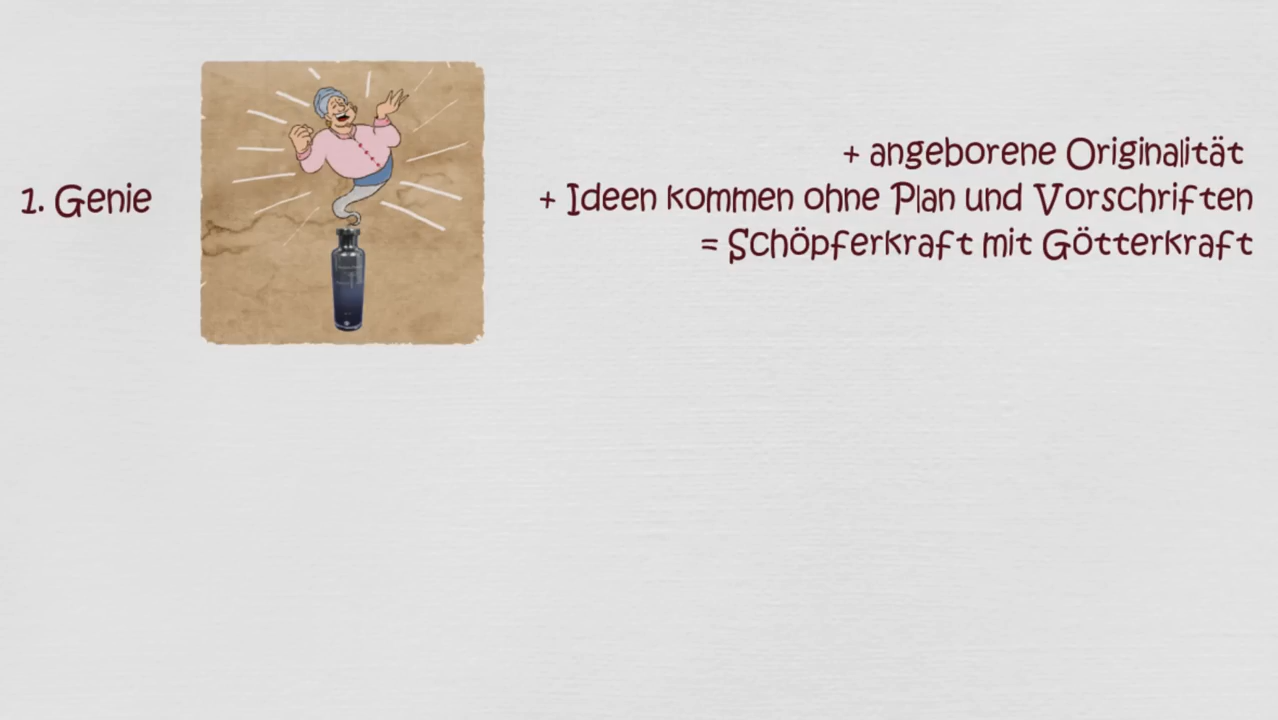 1. Genie
+ angeborene Originalität
+ Ideen kommen ohne Plan und Vorschriften
= Schöpferkraft mit Götterkraft